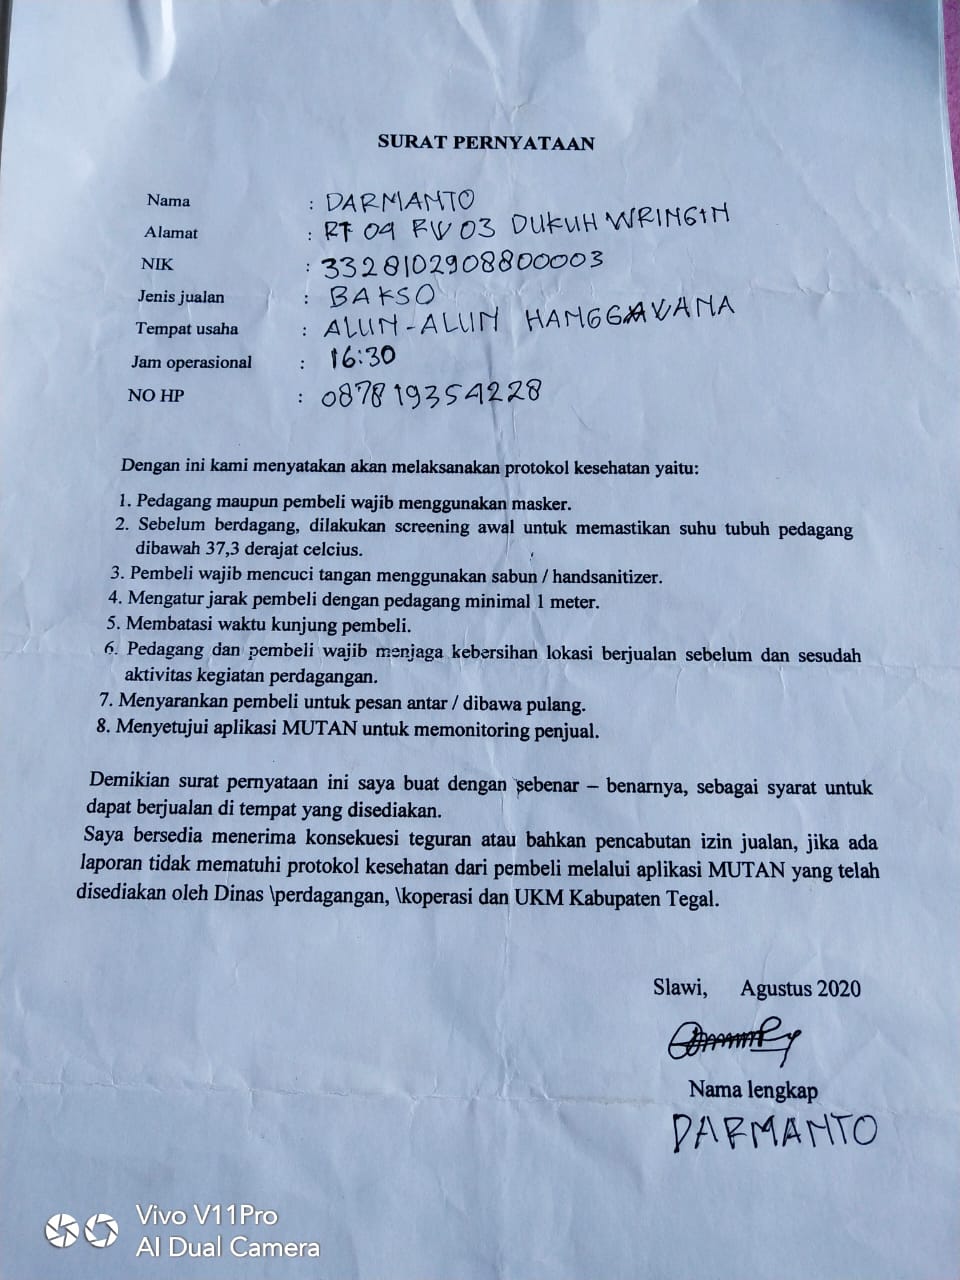 SURAT PERNYATAAN
Nama : DARMANTO
Alamat : RT 04 RW 03 DUKUH WRINGIN
NIK : 3328102908800003
Jenis jualan : BAKSO
Tempat usaha : ALUN-ALUN HANGGAWANA
Jam operasional : 16:30
NO HP : 087819354228
Dengan ini kami menyatakan akan melaksanakan protokol kesehatan yaitu:
1. Pedagang maupun pembeli wajib menggunakan masker.
2. Sebelum berdagang, dilakukan screening awal untuk memastikan suhu tubuh pedagang
dibawah 37,3 derajat celcius.
3. Pembeli wajib mencuci tangan menggunakan sabun / handsanitizer.
4. Mengatur jarak pembeli dengan pedagang minimal 1 meter.
5. Membatasi waktu kunjung pembeli.
6. Pedagang dan pembeli wajib menjaga kebersihan lokasi berjualan sebelum dan sesudah
aktivitas kegiatan perdagangan.
7. Menyarankan pembeli untuk pesan antar / dibawa pulang.
8. Menyetujui aplikasi MUTAN untuk memonitoring penjual.
Demikian surat pernyataan ini saya buat dengan sebenar – benarnya, sebagai syarat untuk
dapat berjualan di tempat yang disediakan.
Saya bersedia menerima konsekuesi teguran atau bahkan pencabutan izin jualan, jika ada
laporan tidak mematuhi protokol kesehatan dari pembeli melalui aplikasi MUTAN yang telah
disediakan oleh Dinas \perdagangan, \koperasi dan UKM Kabupaten Tegal.
Slawi, Agustus 2020
Nama lengkap
DARMANTO
Vivo V11Pro
AI Dual Camera